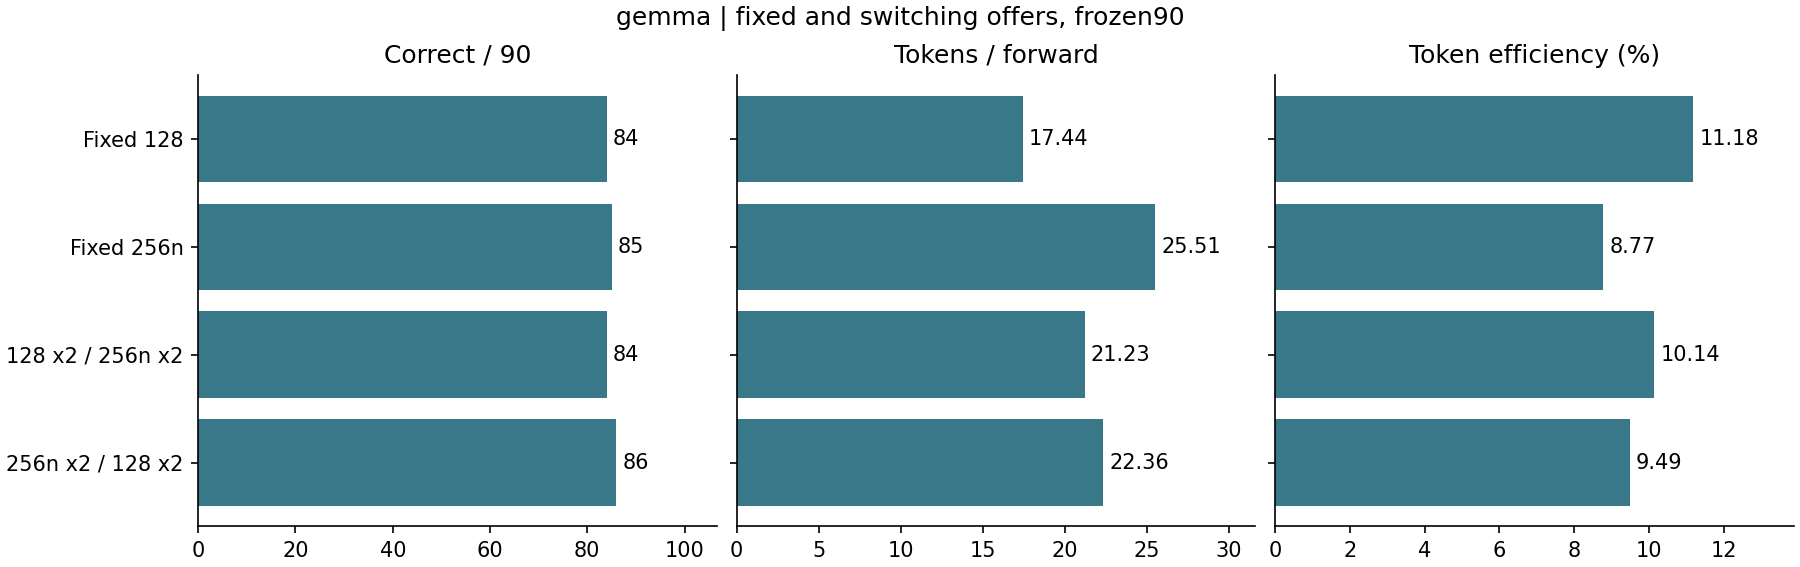 gemma | fixed and switching offers, frozen90
Correct / 90
Tokens / forward
Token efficiency (%)
Fixed 128
84
17.44
11.18
Fixed 256n
85
25.51
8.77
128 x2 / 256n x2
84
21.23
10.14
256n x2 / 128 x2
86
22.36
9.49
0 20 40 60 80 100
0 5 10 15 20 25 30
0 2 4 6 8 10 12